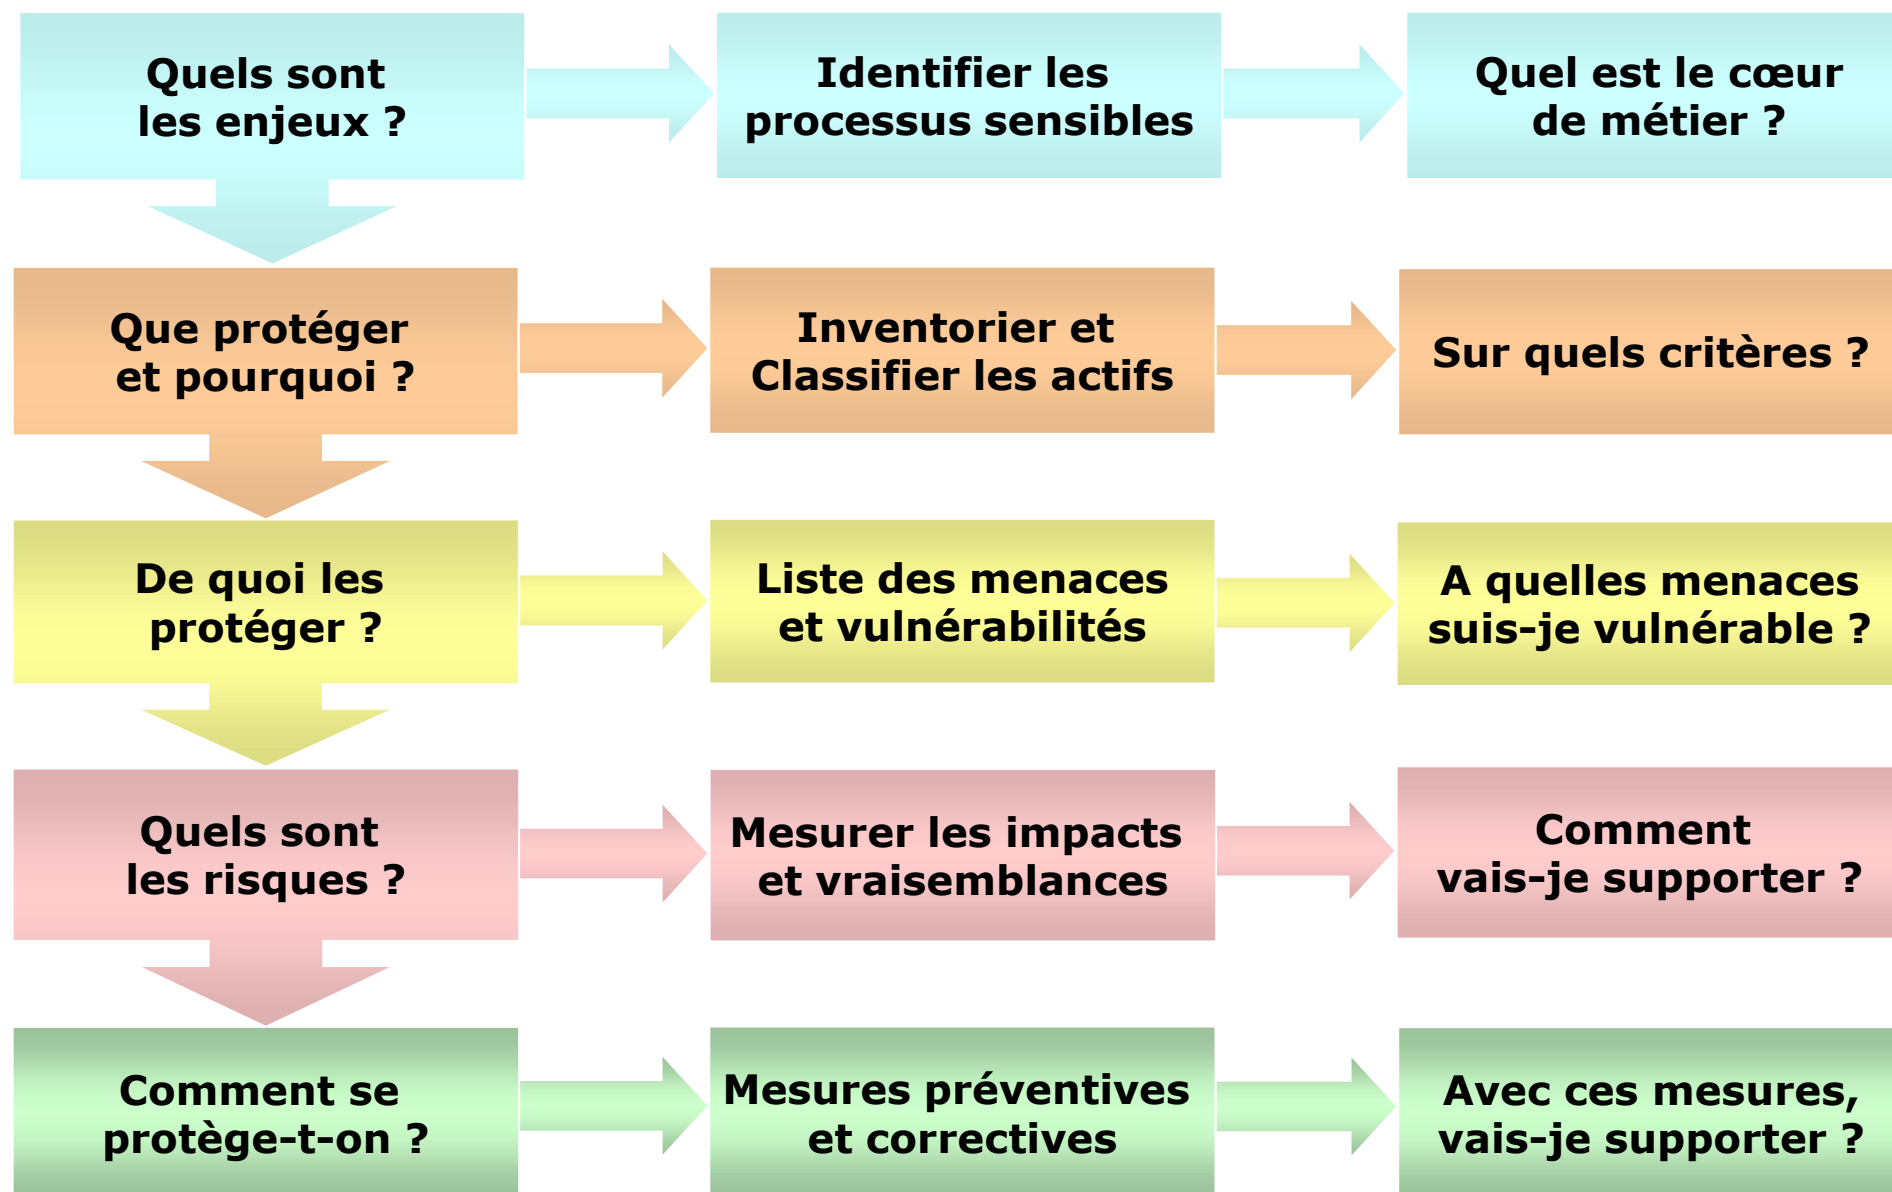 Quels sont
les enjeux ?
Identifier les
processus sensibles
Quel est le cœur
de métier ?
Que protéger
et pourquoi ?
Inventorier et
Classifier les actifs
Sur quels critères ?
De quoi les
protéger ?
Liste des menaces
et vulnérabilités
A quelles menaces
suis-je vulnérable ?
Quels sont
les risques ?
Mesurer les impacts
et vraisemblances
Comment
vais-je supporter ?
Comment se
protège-t-on ?
Mesures préventives
et correctives
Avec ces mesures,
vais-je supporter ?